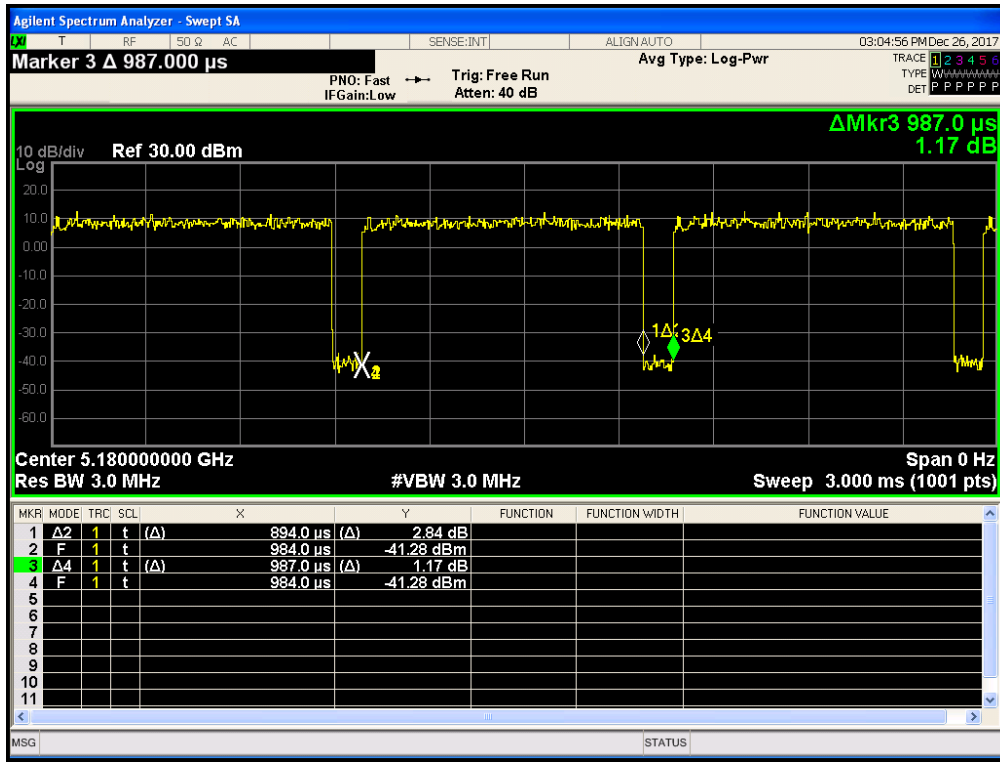 Agilent Spectrum Analyzer - Swept SA
LXI T RF 50 Ω AC SENSE:INT ALIGN AUTO 03:04:56 PM Dec 26, 2017
Marker 3 Δ 987.000 µs
PNO: Fast
IFGain:Low
Trig: Free Run
Atten: 40 dB
Avg Type: Log-Pwr
TRACE 1 2 3 4 5 6
TYPE W
DET P P P P P P
ΔMkr3 987.0 µs
1.17 dB
10 dB/div Ref 30.00 dBm
Log
20.0
10.0
0.00
-10.0
-20.0
-30.0
-40.0
-50.0
-60.0
3Δ4
Center 5.180000000 GHz Span 0 Hz
Res BW 3.0 MHz #VBW 3.0 MHz Sweep 3.000 ms (1001 pts)
MKR MODE TRC SCL X Y FUNCTION FUNCTION WIDTH FUNCTION VALUE
1 Δ2 1 t (Δ) 894.0 µs (Δ) 2.84 dB
2 F 1 t 984.0 µs -41.28 dBm
3 Δ4 1 t (Δ) 987.0 µs (Δ) 1.17 dB
4 F 1 t 984.0 µs -41.28 dBm
5
6
7
8
9
10
11
MSG STATUS